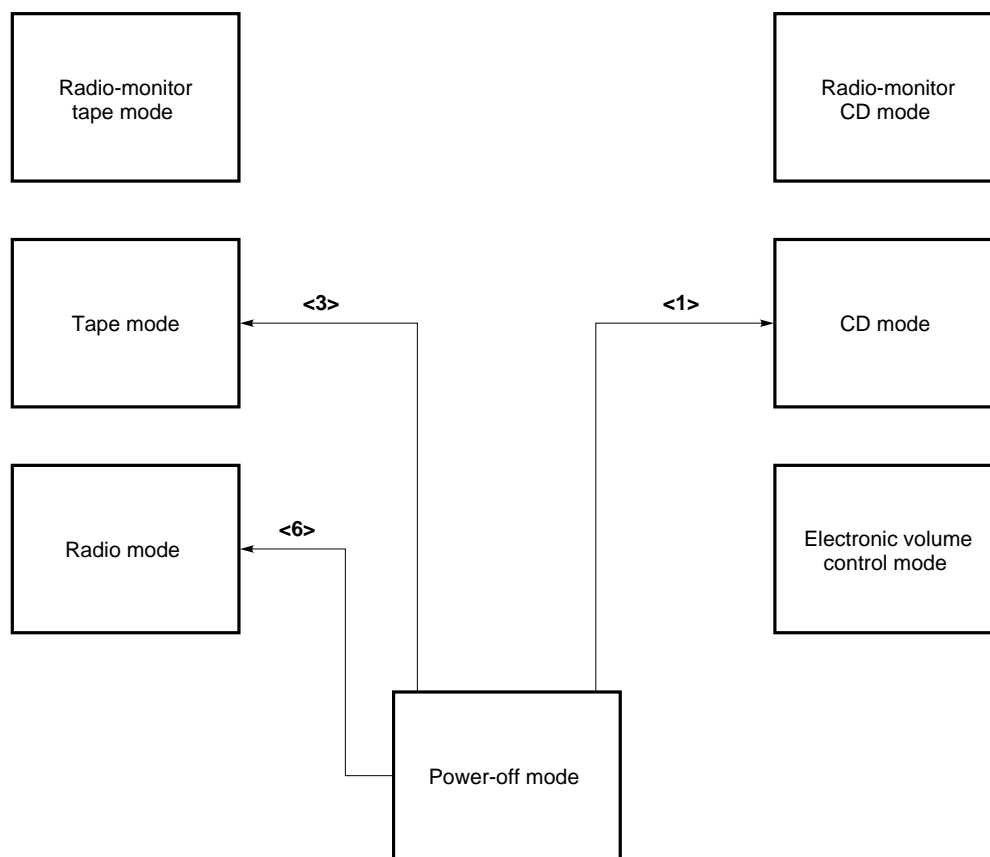 Radio-monitor
tape mode
Radio-monitor
CD mode
<3>
<1>
Tape mode
CD mode
<6>
Radio mode
Electronic volume
control mode
Power-off mode